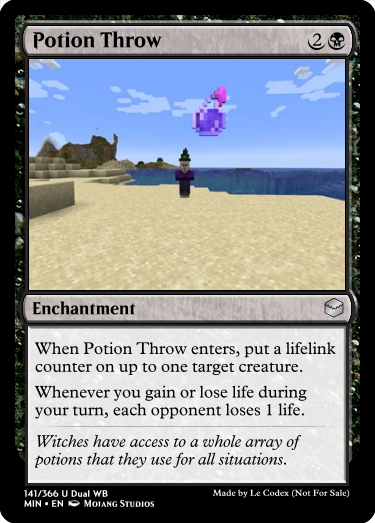 Potion Throw 2
Enchantment
When Potion Throw enters, put a lifelink
counter on up to one target creature.
Whenever you gain or lose life during
your turn, each opponent loses 1 life.
Witches have access to a whole array of
potions that they use for all situations.
141/366 U Dual WB Made by Le Codex (Not For Sale)
MIN • EN Mojang Studios